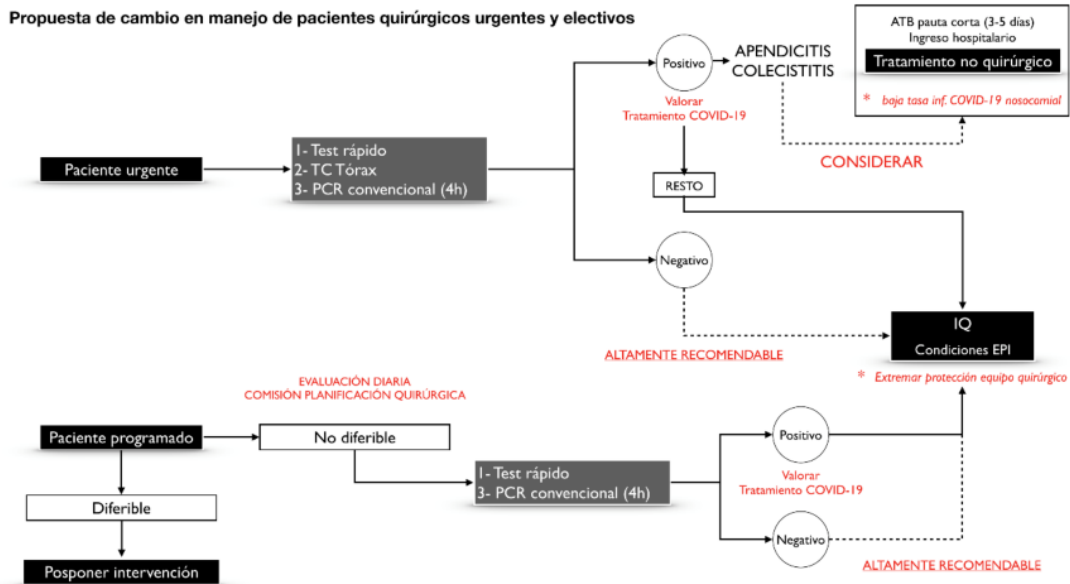 Propuesta de cambio en manejo de pacientes quirúrgicos urgentes y electivos
Paciente urgente
1- Test rápido
2- TC Tórax
3- PCR convencional (4h)
Positivo
Valorar
Tratamiento COVID-19
APENDICITIS
COLECISTITIS
ATB pauta corta (3-5 días)
Ingreso hospitalario
Tratamiento no quirúrgico
* baja tasa inf. COVID-19 nosocomial
CONSIDERAR
RESTO
Negativo
ALTAMENTE RECOMENDABLE
IQ
Condiciones EPI
* Extremar protección equipo quirúrgico
EVALUACIÓN DIARIA
COMISIÓN PLANIFICACIÓN QUIRÚRGICA
Paciente programado
No diferible
Diferible
Posponer intervención
1- Test rápido
3- PCR convencional (4h)
Positivo
Valorar
Tratamiento COVID-19
Negativo
ALTAMENTE RECOMENDABLE